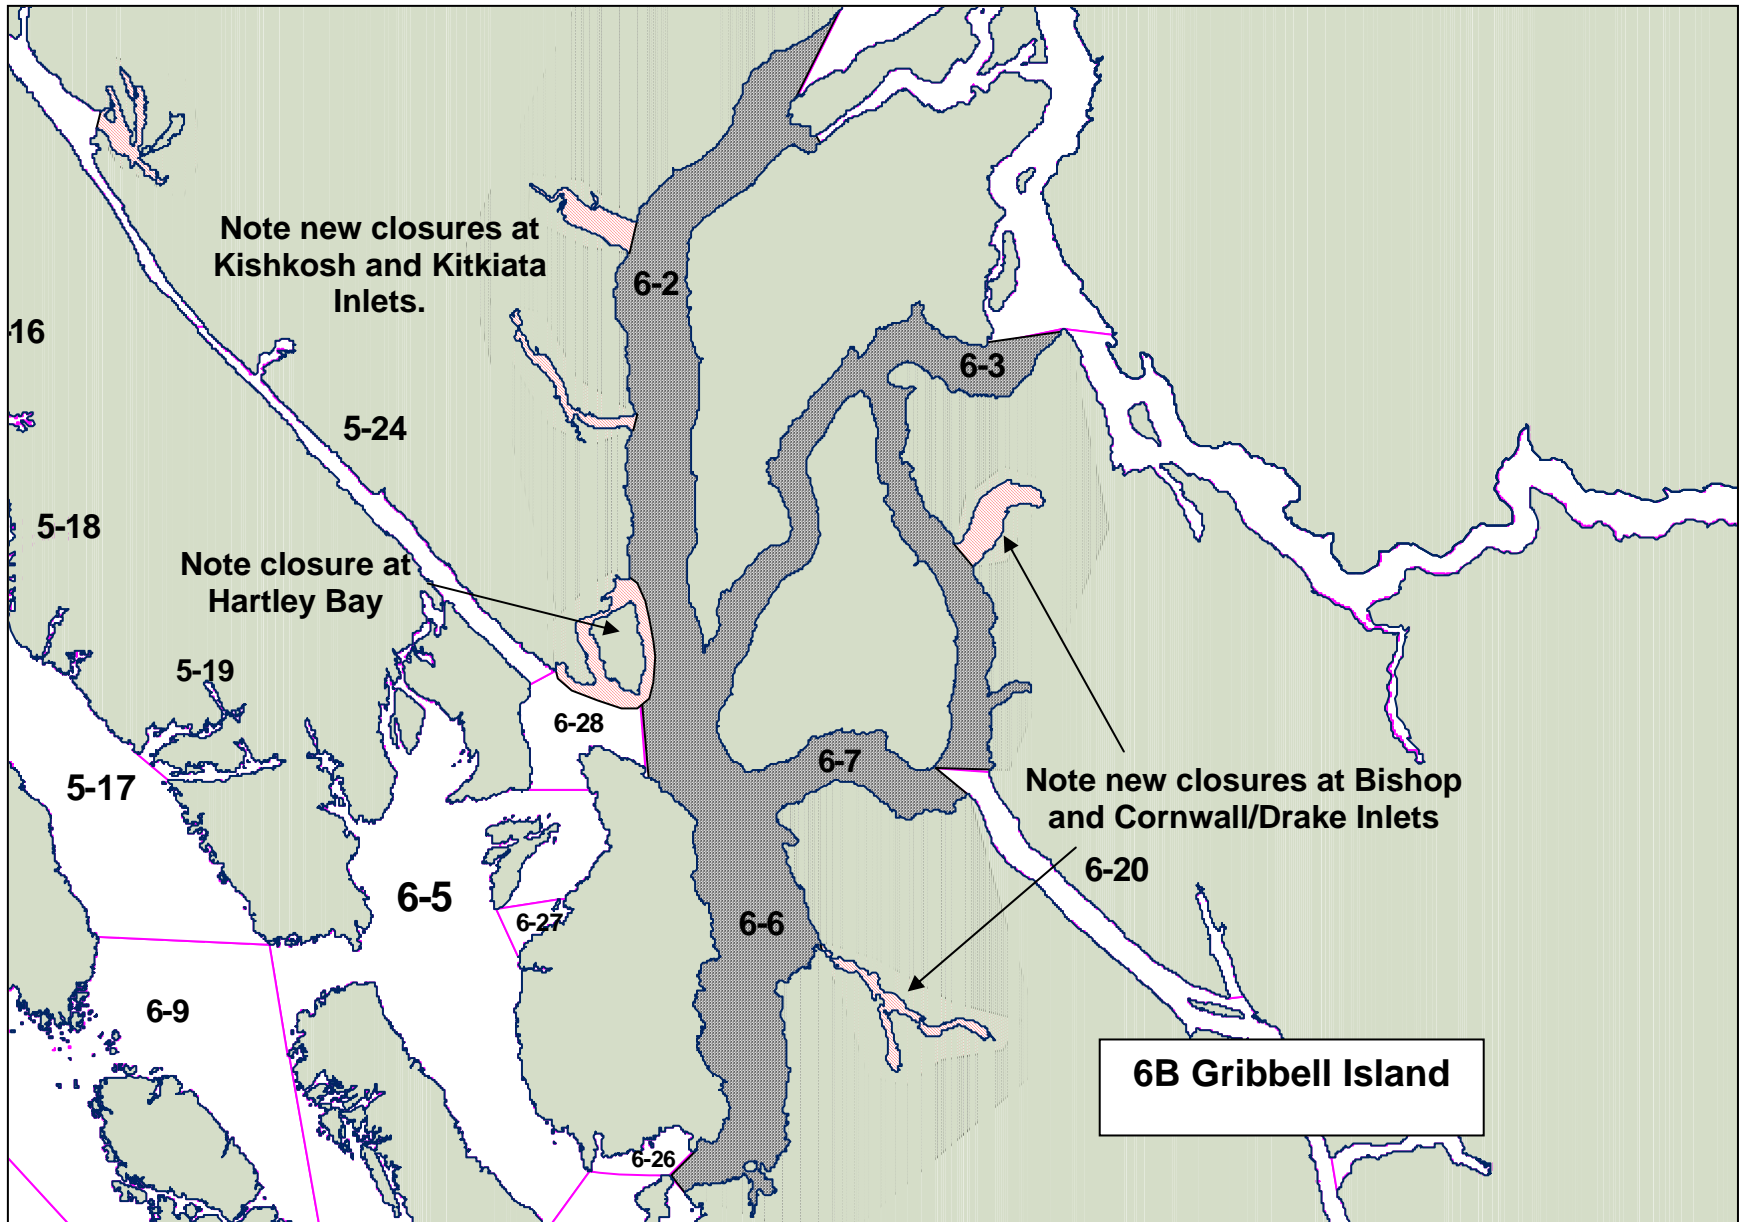 Note new closures at
Kishkosh and Kitkiata
Inlets.
6-2
-16
6-3
5-24
5-18
Note closure at
Hartley Bay
5-19
6-28
6-7
5-17
Note new closures at Bishop
and Cornwall/Drake Inlets
6-20
6-5
6-27
6-6
6-9
6B Gribbell Island
6-26